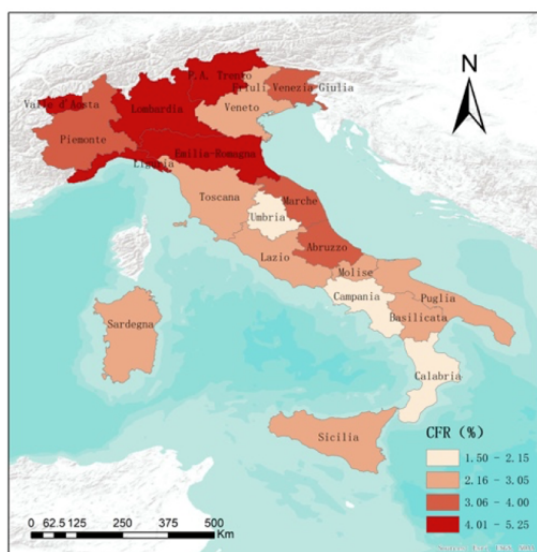 N
P.A. Trento
Friuli Venezia Giulia
Valle d'Aosta
Lombardia
Veneto
Piemonte
Emilia-Romagna
Liguria
Toscana
Marche
Umbria
Abruzzo
Lazio
Molise
Campania
Puglia
Basilicata
Sardegna
Calabria
Sicilia
CFR (%)
1.50 - 2.15
2.16 - 3.05
3.06 - 4.00
4.01 - 5.25
0 62.5 125 250 375 500
Km